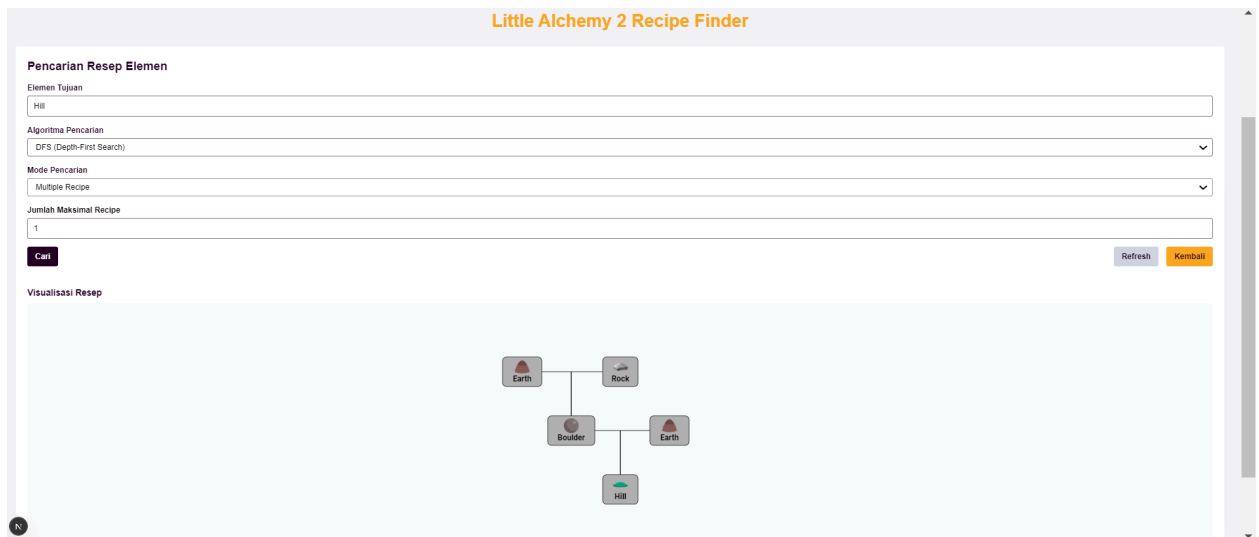 Little Alchemy 2 Recipe Finder
Pencarian Resep Elemen
Elemen Tujuan
Hill
Algoritma Pencarian
DFS (Depth-First Search)
Mode Pencarian
Multiple Recipe
Jumlah Maksimal Recipe
1
Cari Refresh Kembali
Visualisasi Resep
Earth Rock
Boulder Earth
Hill
N